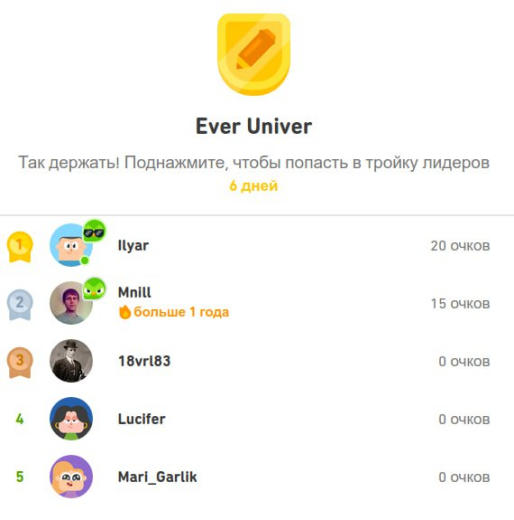 Ever Univer
Так держать! Поднажмите, чтобы попасть в тройку лидеров
6 дней
1 Ilyar 20 очков
2 Mnill 15 очков
больше 1 года
3 18vrl83 0 очков
4 Lucifer 0 очков
5 Mari_Garlik 0 очков